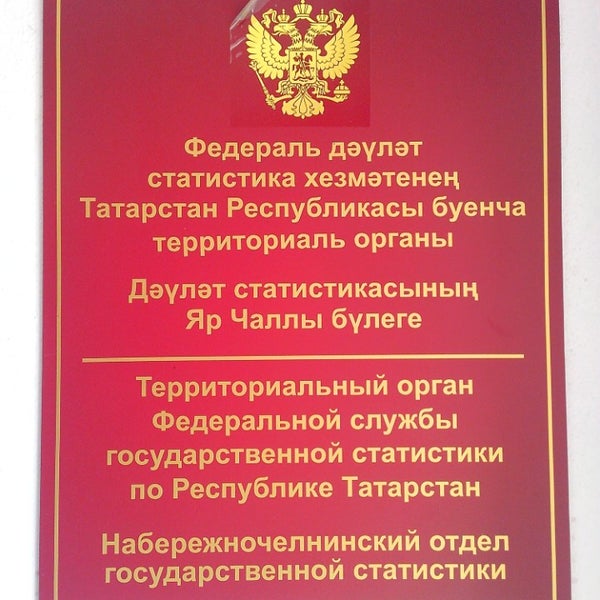 Федераль дәүләт
статистика хезмәтенең
Татарстан Республикасы буенча
территориаль органы
Дәүләт статистикасының
Яр Чаллы бүлеге
Территориальный орган
Федеральной службы
государственной статистики
по Республике Татарстан
Набережночелнинский отдел
государственной статистики